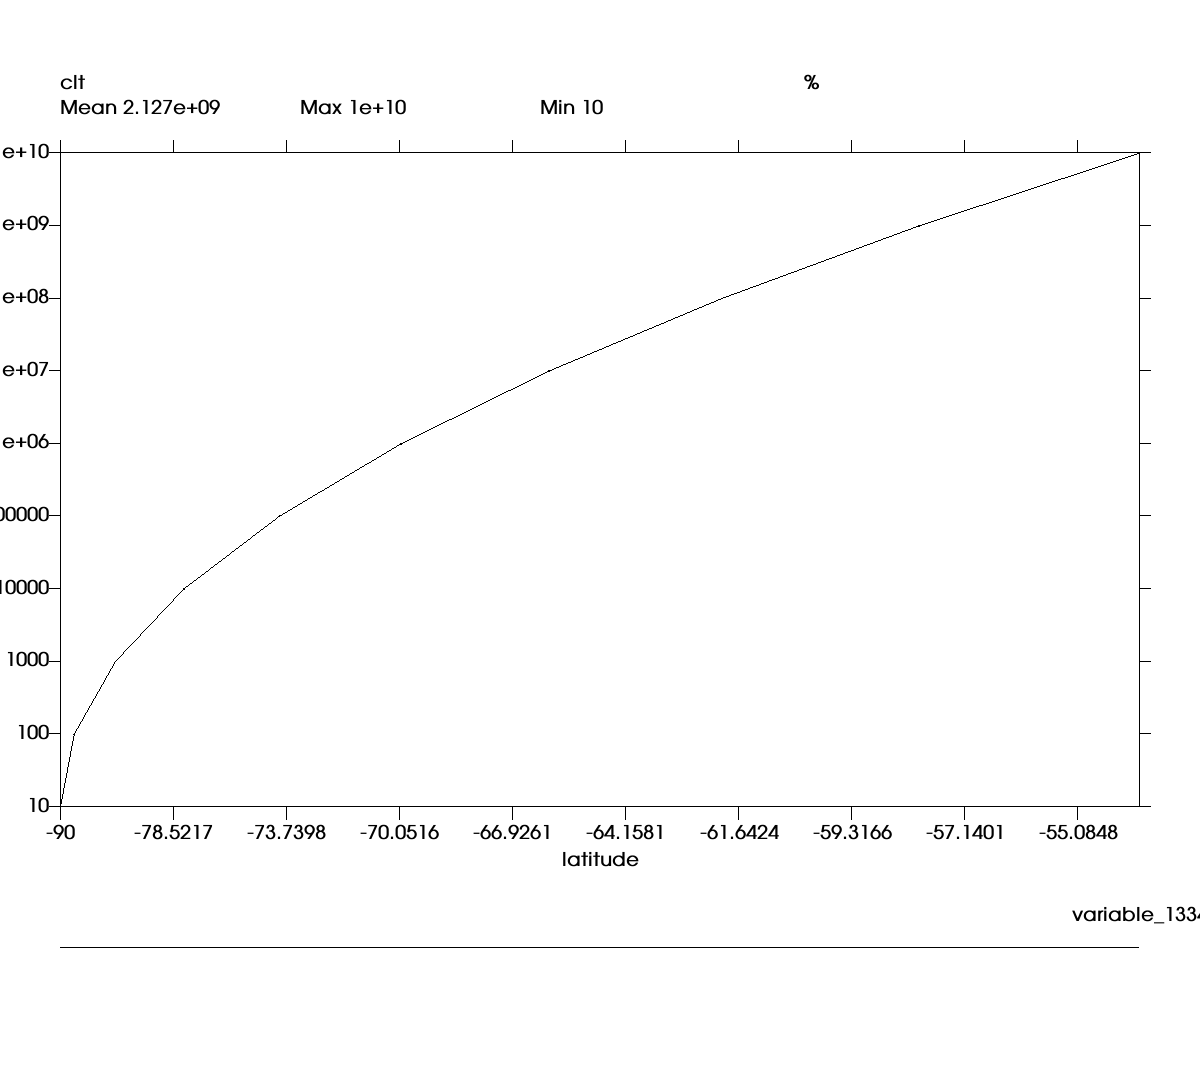 clt %
Mean 2.127e+09 Max 1e+10 Min 10
e+10
e+09
e+08
e+07
e+06
00000
10000
1000
100
10
-90 -78.5217 -73.7398 -70.0516 -66.9261 -64.1581 -61.6424 -59.3166 -57.1401 -55.0848
latitude
variable_1334